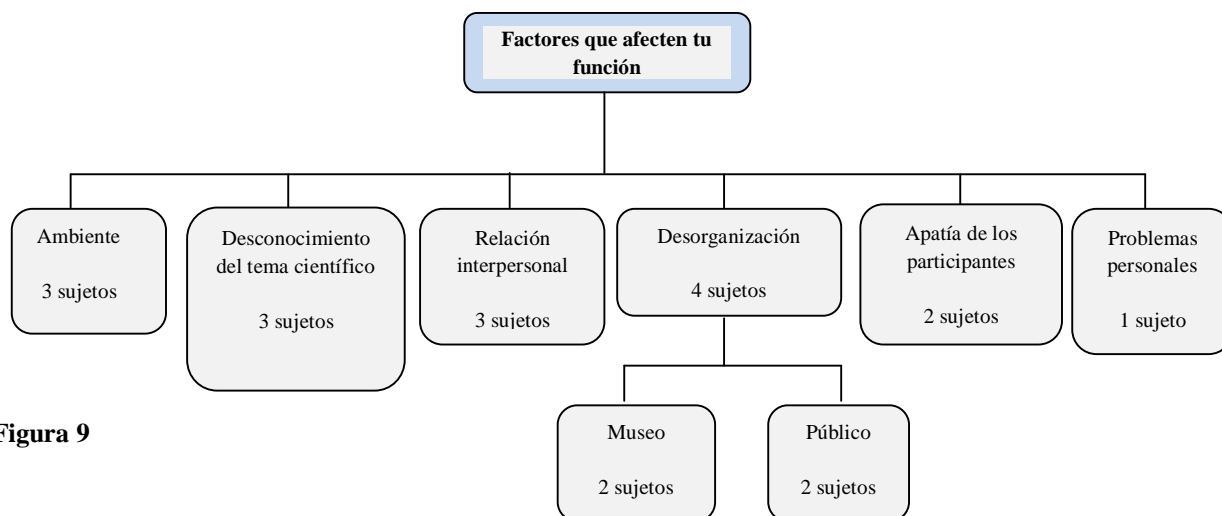 Factores que afecten tu
función
Ambiente
3 sujetos
Desconocimiento
del tema científico
3 sujetos
Relación
interpersonal
3 sujetos
Desorganización
4 sujetos
Apatía de los
participantes
2 sujetos
Problemas
personales
1 sujeto
Museo
2 sujetos
Público
2 sujetos
Figura 9